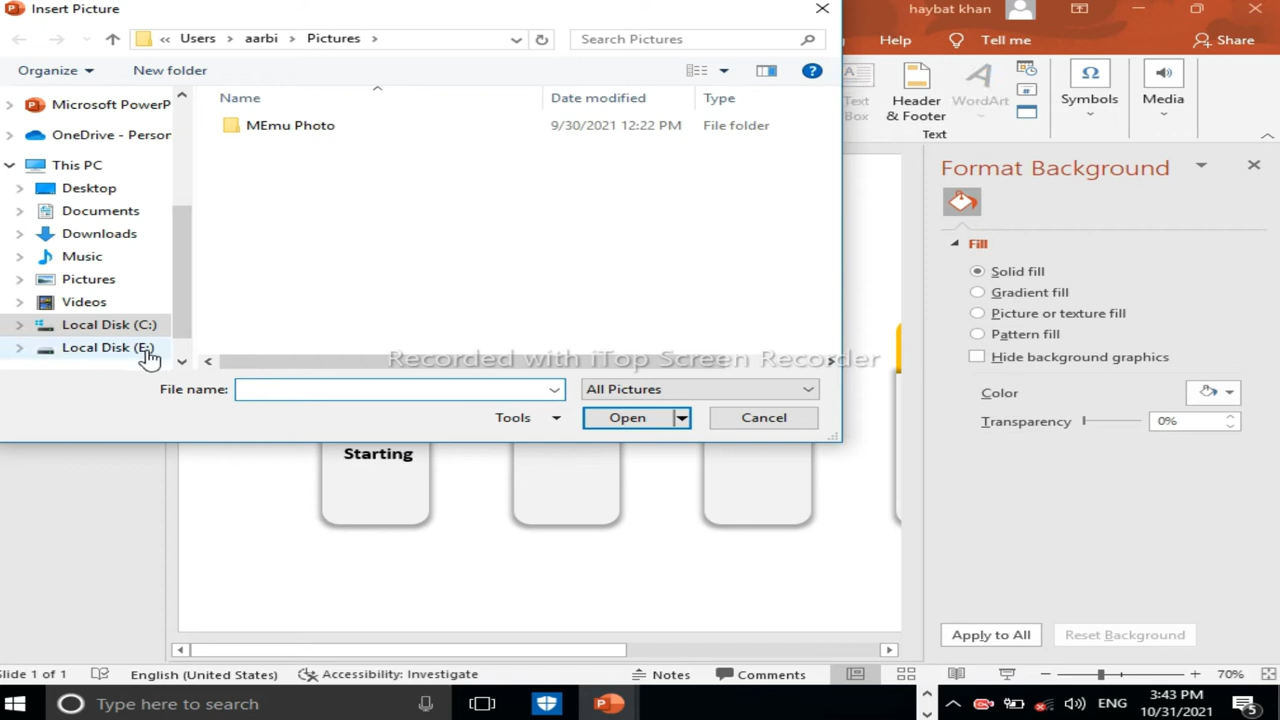 Insert Picture
haybat khan
Users > aarbi > Pictures >
Search Pictures
Help
Tell me
Share
Organize
New folder
Text Box
Header & Footer
WordArt
Symbols
Media
Text
Microsoft PowerP
OneDrive - Person
This PC
Desktop
Documents
Downloads
Music
Pictures
Videos
Local Disk (C:)
Local Disk (E:)
Name
Date modified
Type
MEmu Photo
9/30/2021 12:22 PM
File folder
Recorded with iTop Screen Recorder
File name:
All Pictures
Tools
Open
Cancel
Format Background
Fill
Solid fill
Gradient fill
Picture or texture fill
Pattern fill
Hide background graphics
Color
Transparency
0%
Starting
Apply to All
Reset Background
Slide 1 of 1
English (United States)
Accessibility: Investigate
Notes
Comments
70%
Type here to search
ENG
3:43 PM
10/31/2021
5